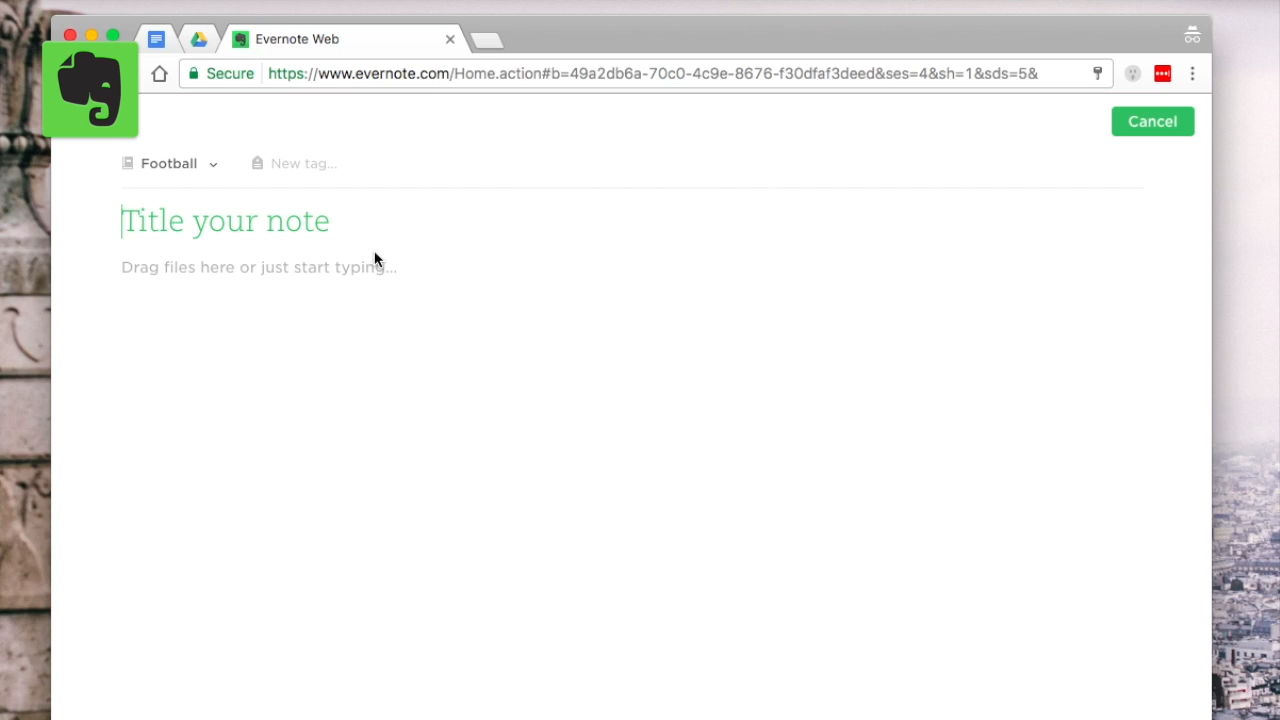 Evernote Web
Secure https://www.evernote.com/Home.action#b=49a2db6a-70c0-4c9e-8676-f30dfaf3deed&ses=4&sh=1&sds=5&
Cancel
Football New tag...
Title your note
Drag files here or just start typing...